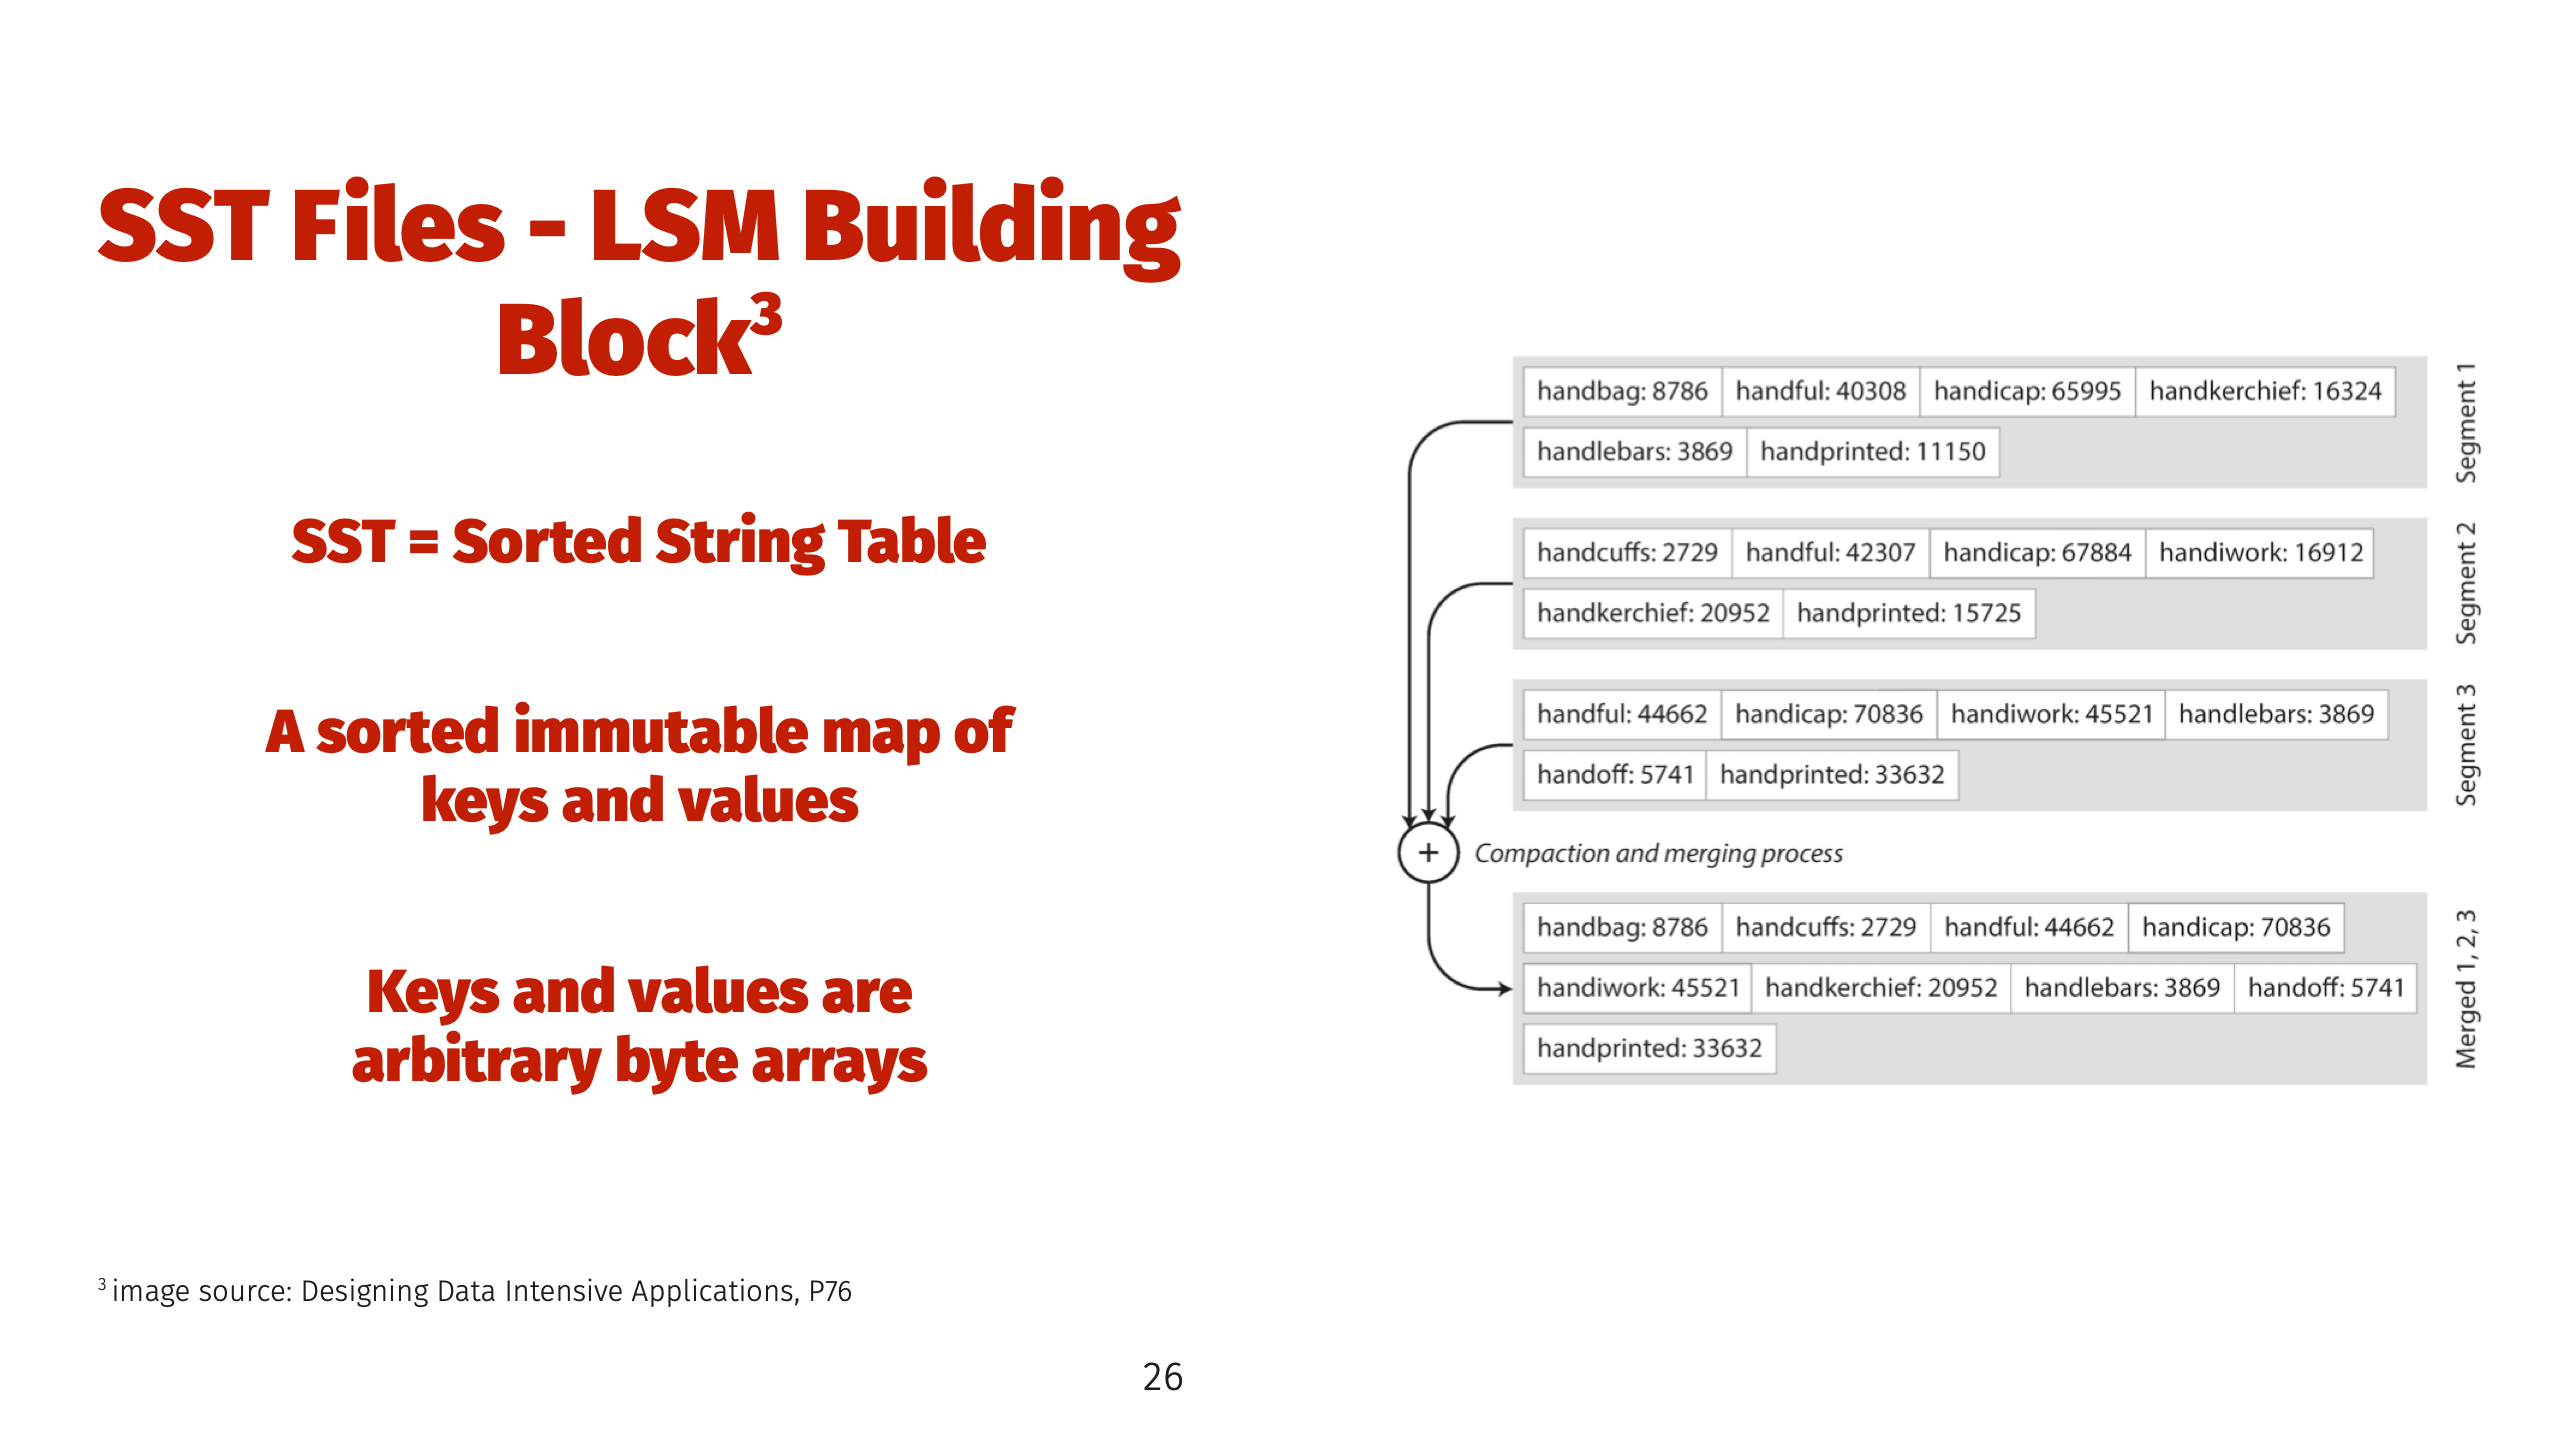 SST Files - LSM Building
Block³
SST = Sorted String Table
A sorted immutable map of
keys and values
Keys and values are
arbitrary byte arrays
³ image source: Designing Data Intensive Applications, P76
handbag: 8786 handful: 40308 handicap: 65995 handkerchief: 16324
handlebars: 3869 handprinted: 11150
Segment 1
handcuffs: 2729 handful: 42307 handicap: 67884 handiwork: 16912
handkerchief: 20952 handprinted: 15725
Segment 2
handful: 44662 handicap: 70836 handiwork: 45521 handlebars: 3869
handoff: 5741 handprinted: 33632
Segment 3
+ Compaction and merging process
handbag: 8786 handcuffs: 2729 handful: 44662 handicap: 70836
handiwork: 45521 handkerchief: 20952 handlebars: 3869 handoff: 5741
handprinted: 33632
Merged 1, 2, 3
26